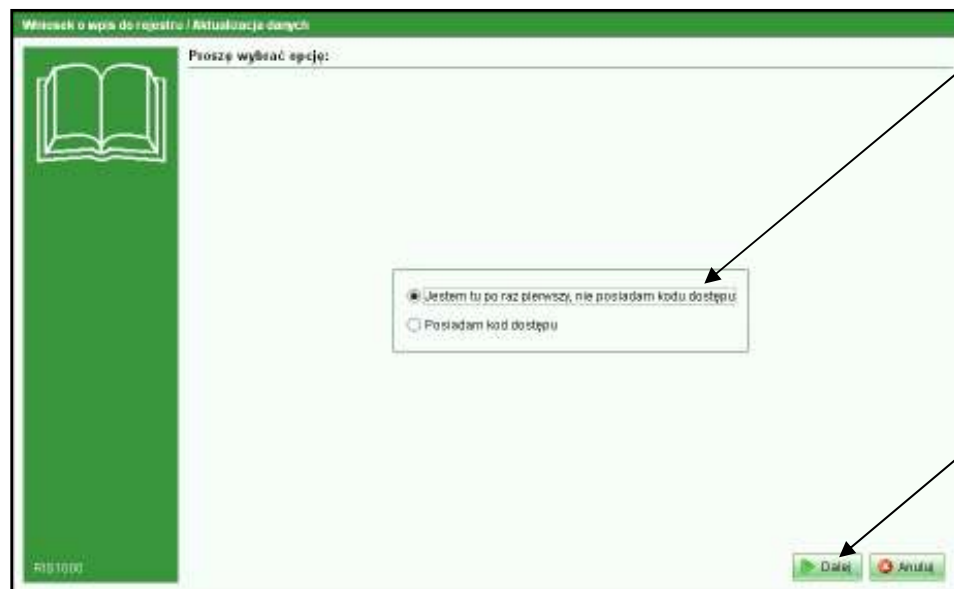 Wniosek o wpis do rejestru / Aktualizacja danych
Proszę wybrać opcję:
Jestem tu po raz pierwszy, nie posiadam kodu dostępu
Posiadam kod dostępu
RIS1000
Dalej
Anuluj